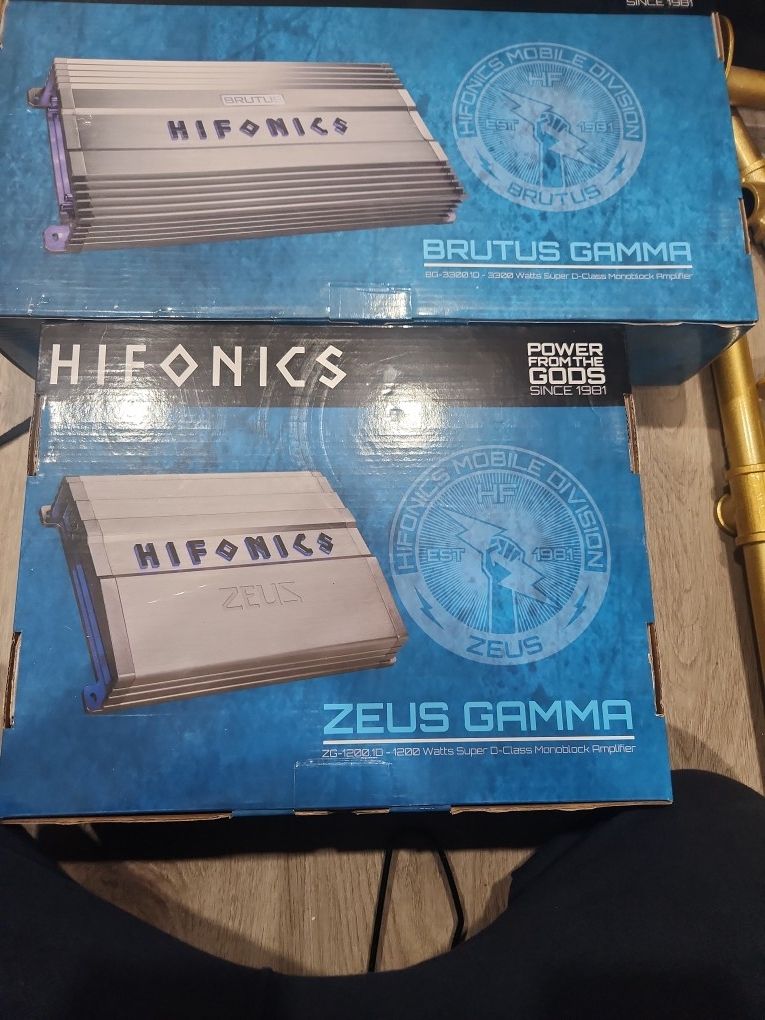 SINCE 1981
BRUTUS
HIFONICS
HIFONICS MOBILE DIVISION
HF
EST 1981
BRUTUS
BRUTUS GAMMA
BG-3300.1D - 3300 Watts Super D-Class Monoblock Amplifier
HIFONICS
POWER
FROM THE
GODS
SINCE 1981
HIFONICS
ZEUS
HIFONICS MOBILE DIVISION
HF
EST 1981
ZEUS
ZEUS GAMMA
ZG-1200.1D - 1200 Watts Super D-Class Monoblock Amplifier